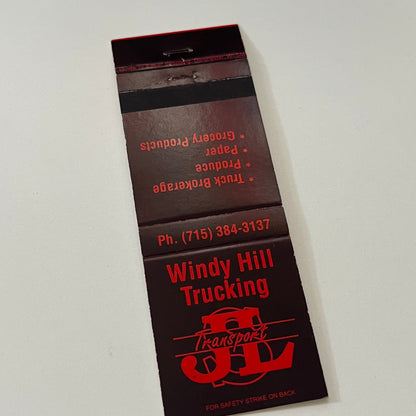 * Truck Brokerage
* Produce
* Paper
* Grocery Products
Ph. (715) 384-3137
Windy Hill
Trucking
JL
Transport
FOR SAFETY STRIKE ON BACK